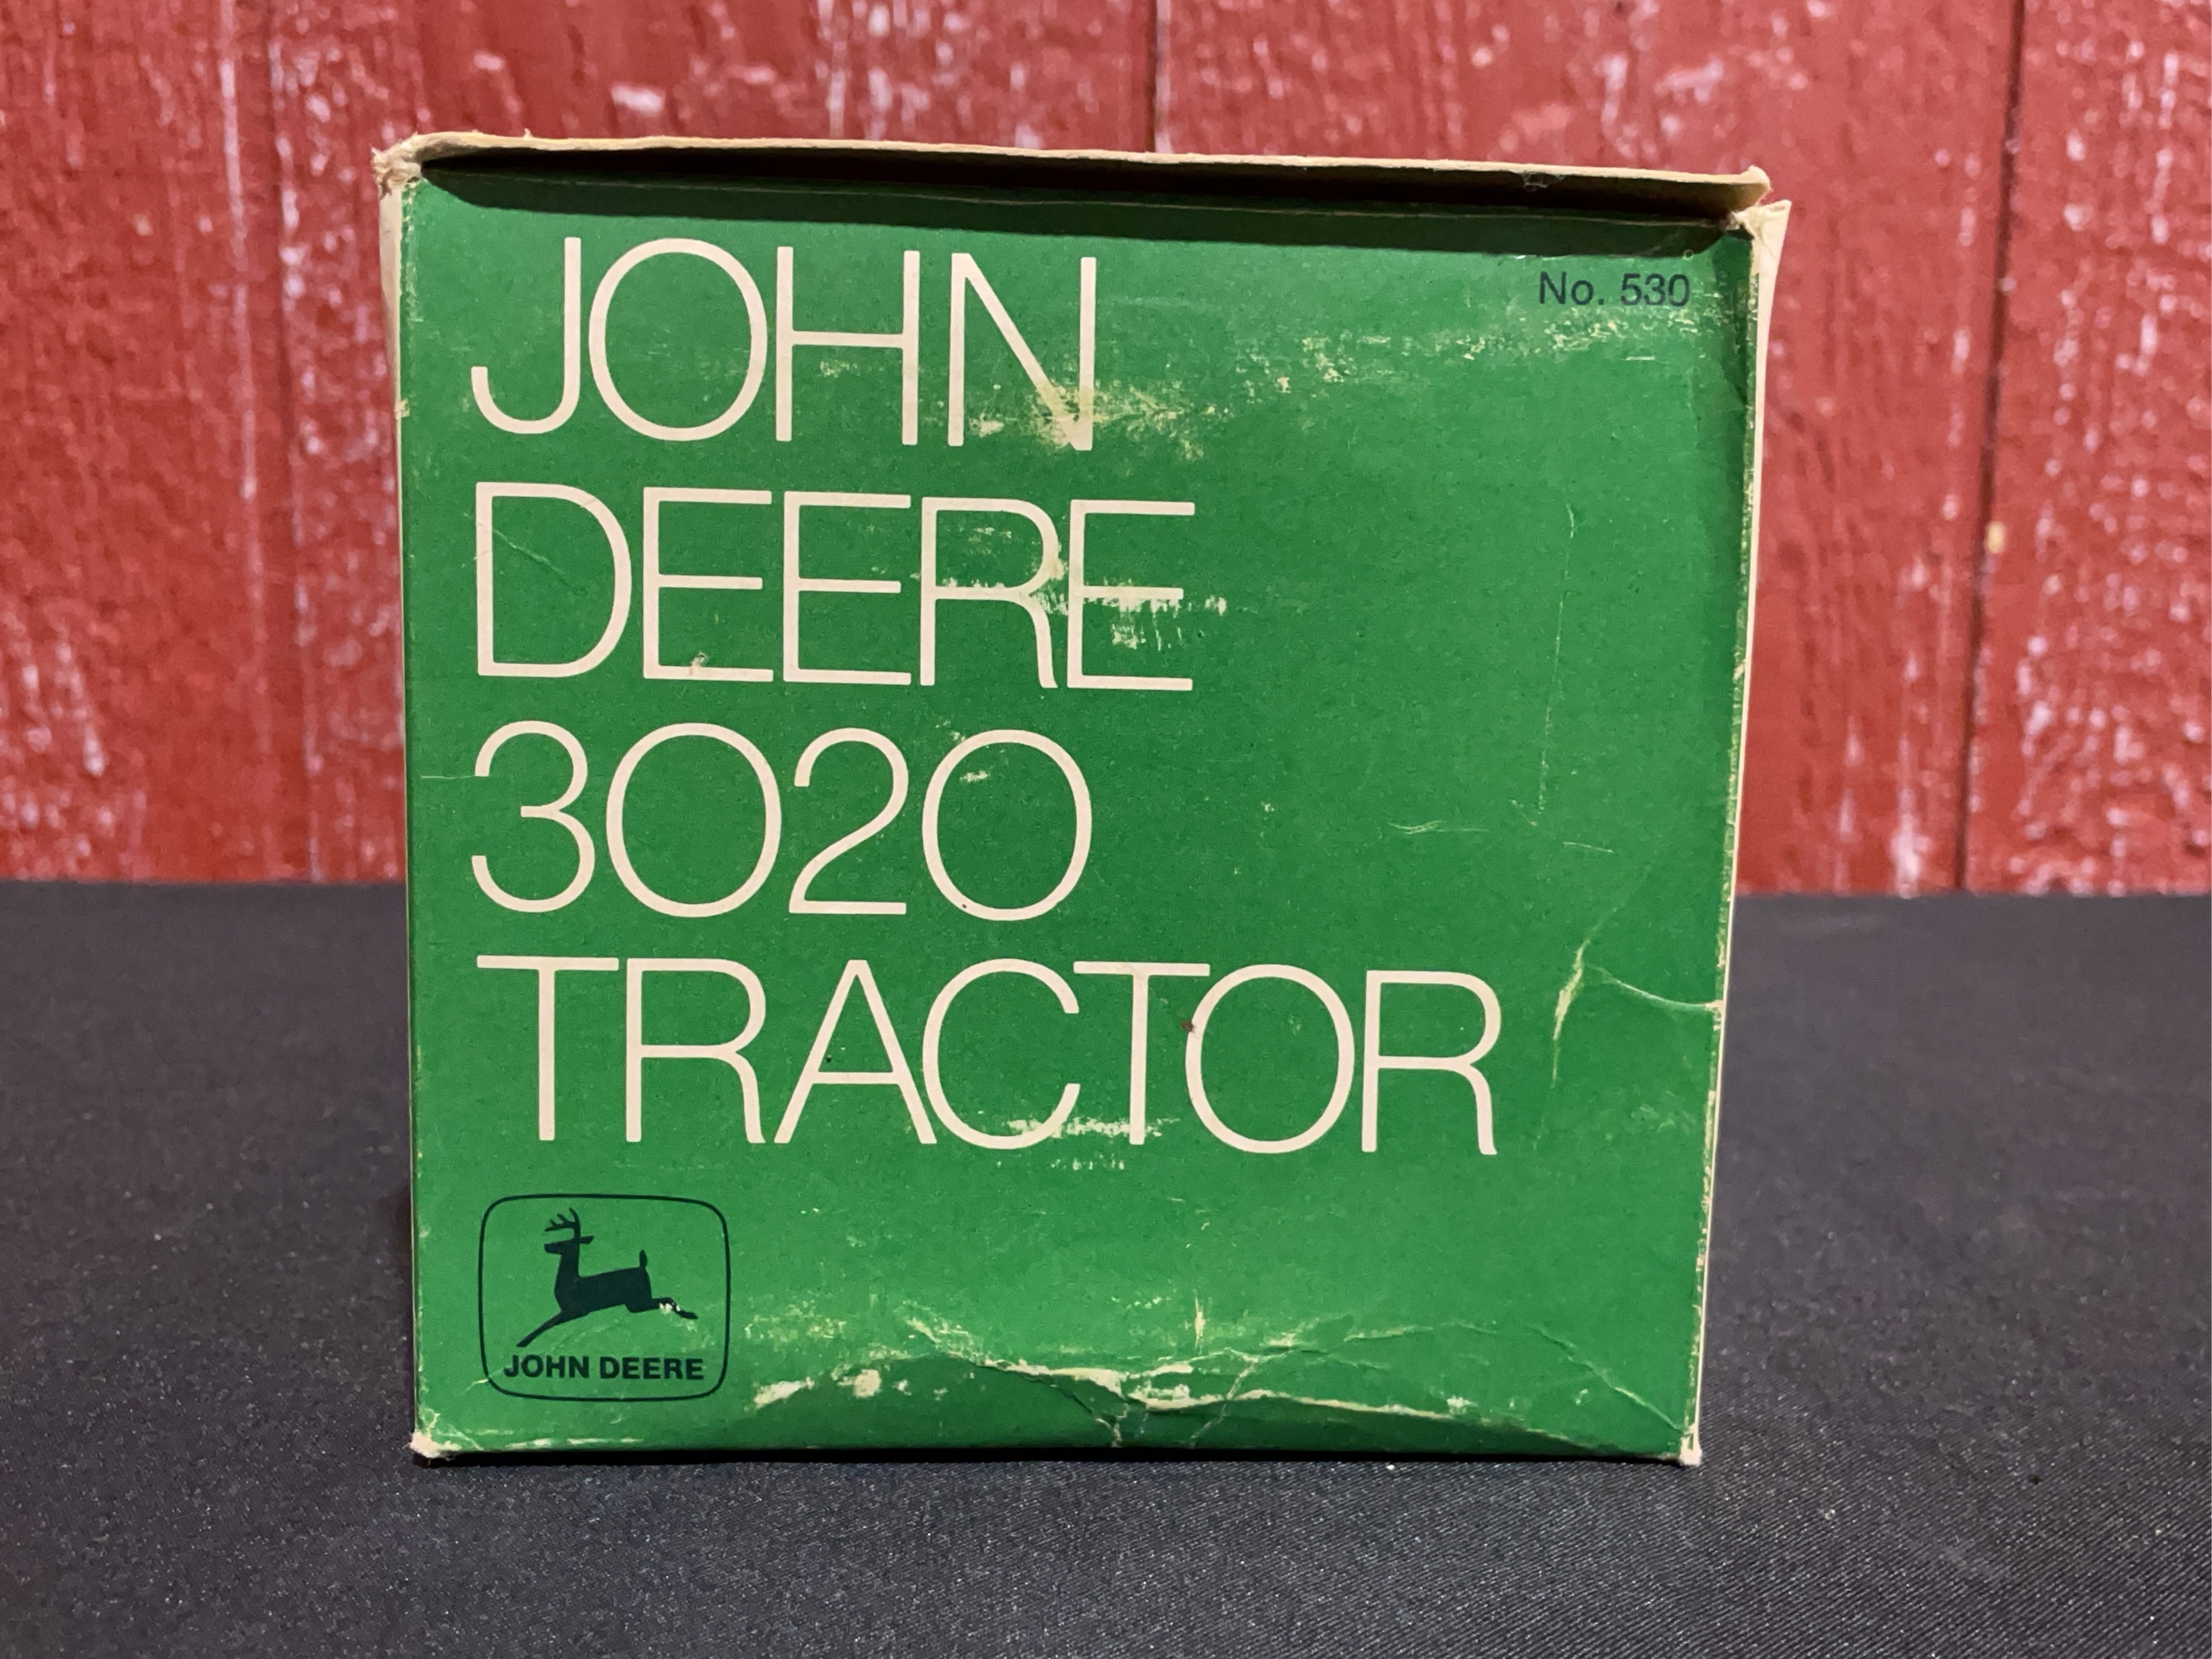 No. 530
JOHN
DEERE
3020
TRACTOR
JOHN DEERE